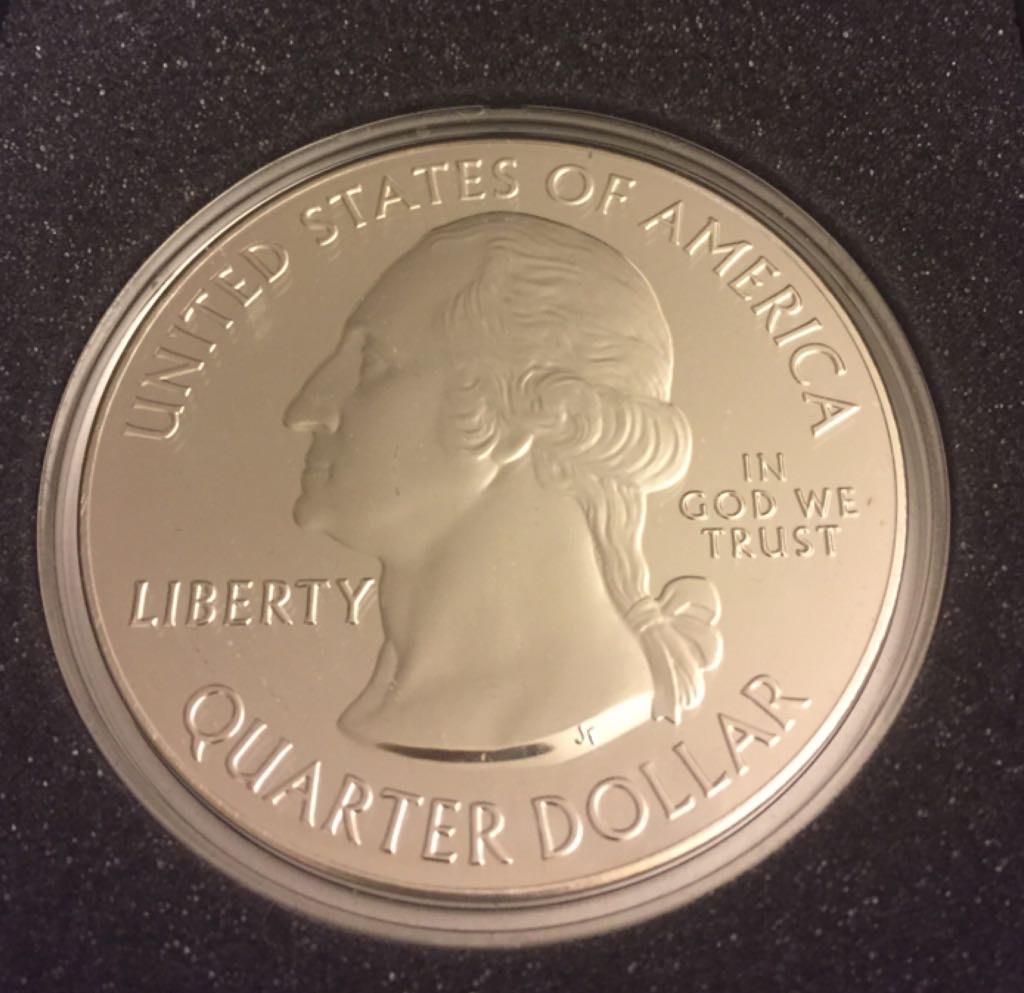 UNITED STATES OF AMERICA
IN
GOD WE
TRUST
LIBERTY
JF
QUARTER DOLLAR